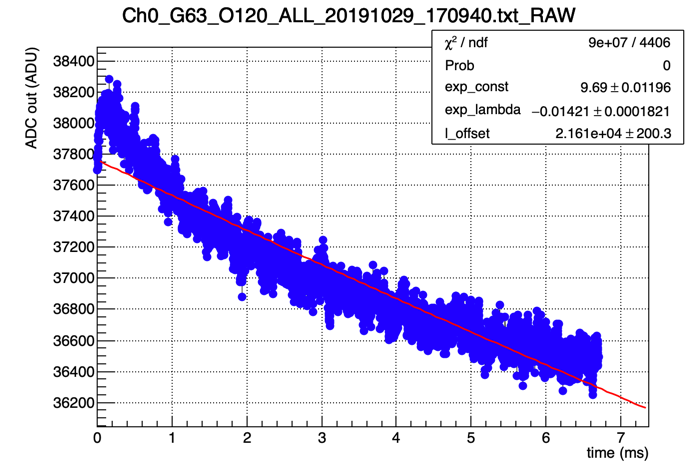 Ch0_G63_O120_ALL_20191029_170940.txt_RAW
χ² / ndf 9e+07 / 4406
Prob 0
exp_const 9.69 ± 0.01196
exp_lambda −0.01421 ± 0.0001821
l_offset 2.161e+04 ± 200.3
ADC out (ADU)
38400
38200
38000
37800
37600
37400
37200
37000
36800
36600
36400
36200
0 1 2 3 4 5 6 7
time (ms)